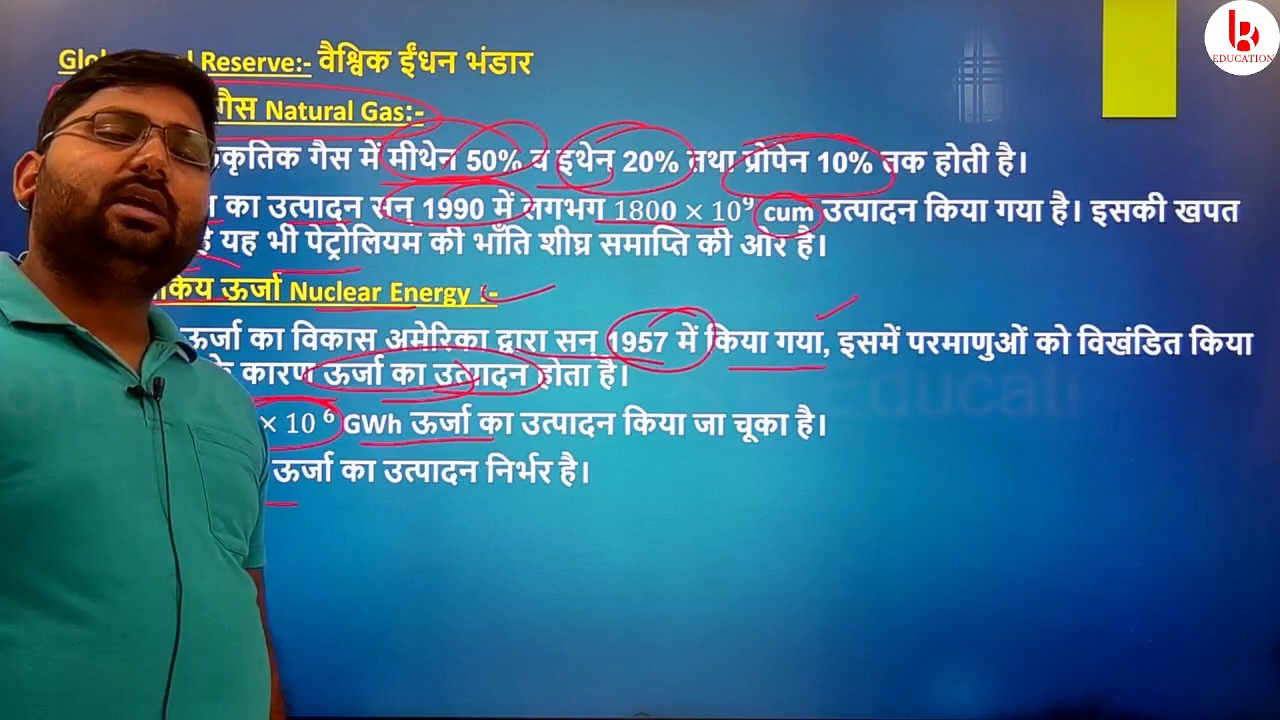 Reserve:- वैश्विक ईंधन भंडार
EDUCATION
गैस Natural Gas:-
गैस में मीथेन 50% व इथेन 20% तथा प्रोपेन 10% तक होती है।
का उत्पादन सन् 1990 में लगभग 1800 × 10⁹ cum उत्पादन किया गया है। इसकी खपत
है यह भी पेट्रोलियम की भाँति शीघ्र समाप्ति की ओर है।
ऊर्जा Nuclear Energy :-
ऊर्जा का विकास अमेरिका द्वारा सन् 1957 में किया गया, इसमें परमाणुओं को विखंडित किया
के कारण ऊर्जा का उत्पादन होता है।
× 10⁶ GWh ऊर्जा का उत्पादन किया जा चूका है।
ऊर्जा का उत्पादन निर्भर है।